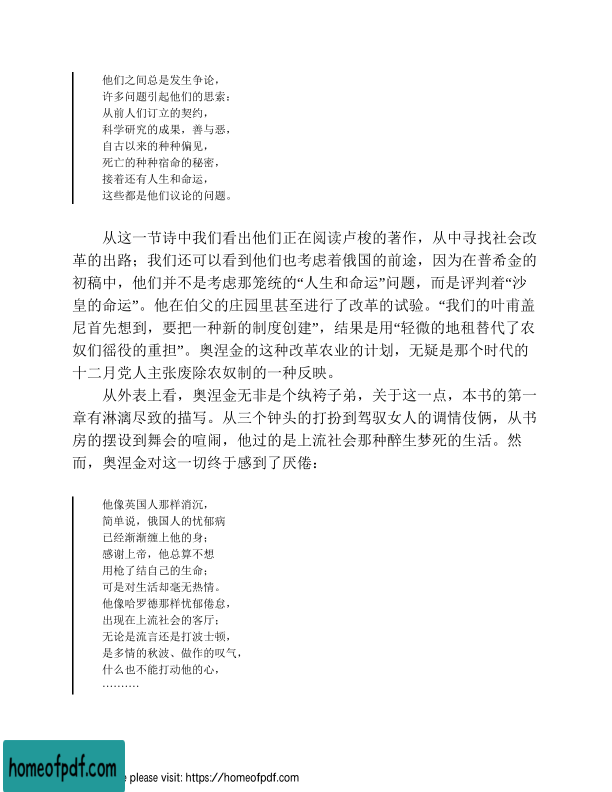 他们之间总是发生争论，
许多问题引起他们的思索；
从前人们订立的契约，
科学研究的成果，善与恶，
自古以来的种种偏见，
死亡的种种宿命的秘密，
接着还有人生和命运，
这些都是他们议论的问题。
从这一节诗中我们看出他们正在阅读卢梭的著作，从中寻找社会改
革的出路；我们还可以看到他们也考虑着俄国的前途，因为在普希金的
初稿中，他们并不是考虑那笼统的“人生和命运”问题，而是评判着“沙
皇的命运”。他在伯父的庄园里甚至进行了改革的试验。“我们的叶甫盖
尼首先想到，要把一种新的制度创建”，结果是用“轻微的地租替代了农
奴们徭役的重担”。奥涅金的这种改革农业的计划，无疑是那个时代的
十二月党人主张废除农奴制的一种反映。
从外表上看，奥涅金无非是个纨袴子弟，关于这一点，本书的第一
章有淋漓尽致的描写。从三个钟头的打扮到驾驭女人的调情伎俩，从书
房的摆设到舞会的喧闹，他过的是上流社会那种醉生梦死的生活。然
而，奥涅金对这一切终于感到了厌倦：
他像英国人那样消沉，
简单说，俄国人的忧郁病
已经渐渐缠上他的身；
感谢上帝，他总算不想
用枪了结自己的生命；
可是对生活却毫无热情。
他像哈罗德那样忧郁倦怠，
出现在上流社会的客厅；
无论是流言还是打波士顿，
是多情的秋波、做作的叹气，
什么也不能打动他的心，
……….
homeofpdf.com
e please visit: https://homeofpdf.com